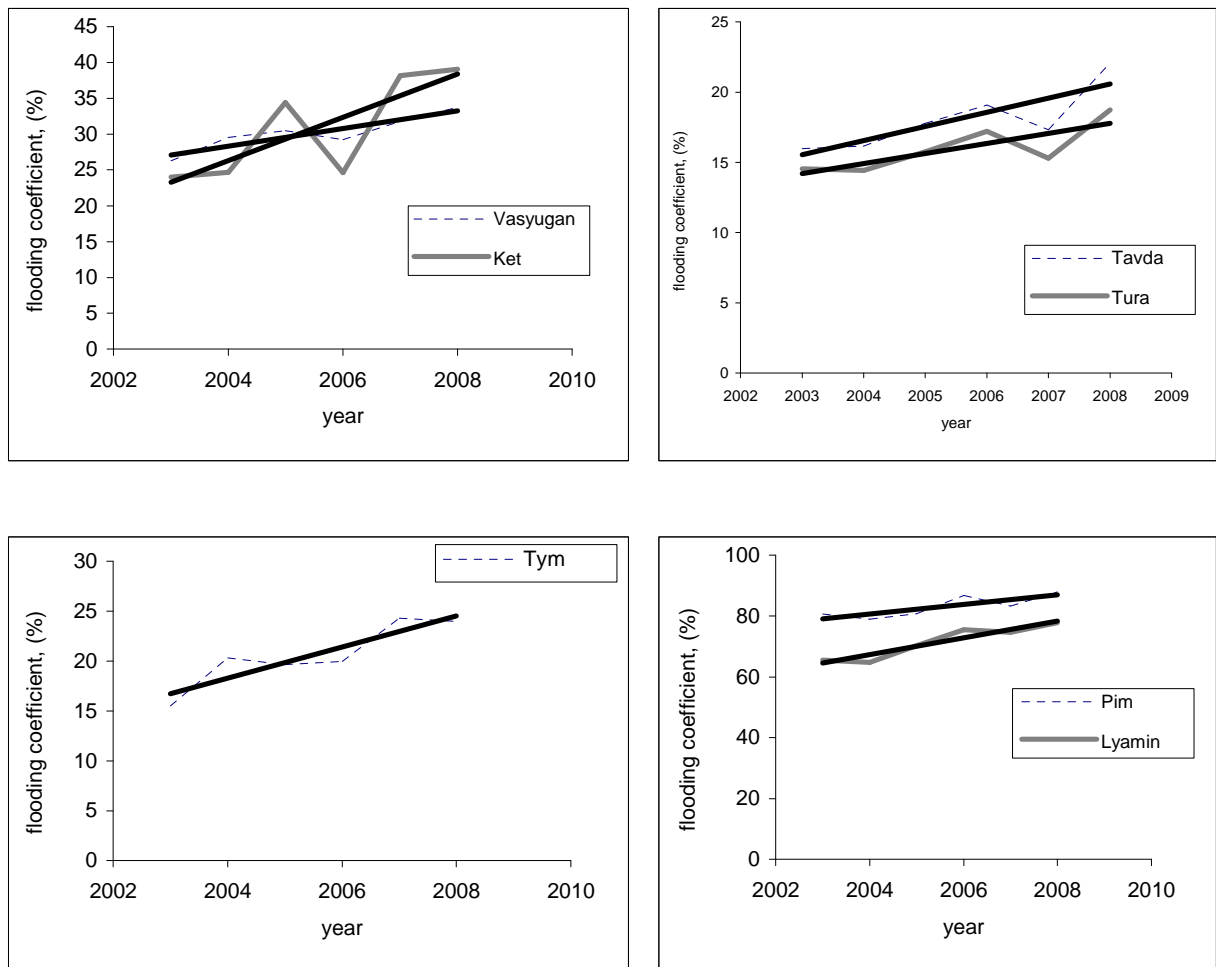 flooding coefficient, (%)
45
40
35
30
25
20
15
10
5
0
Vasyugan
Ket
2002 2004 2006 2008 2010
year
flooding coefficient, (%)
25
20
15
10
5
0
Tavda
Tura
2002 2003 2004 2005 2006 2007 2008 2009
year
flooding coefficient, (%)
30
25
20
15
10
5
0
Tym
2002 2004 2006 2008 2010
year
flooding coefficient, (%)
100
80
60
40
20
0
Pim
Lyamin
2002 2004 2006 2008 2010
year